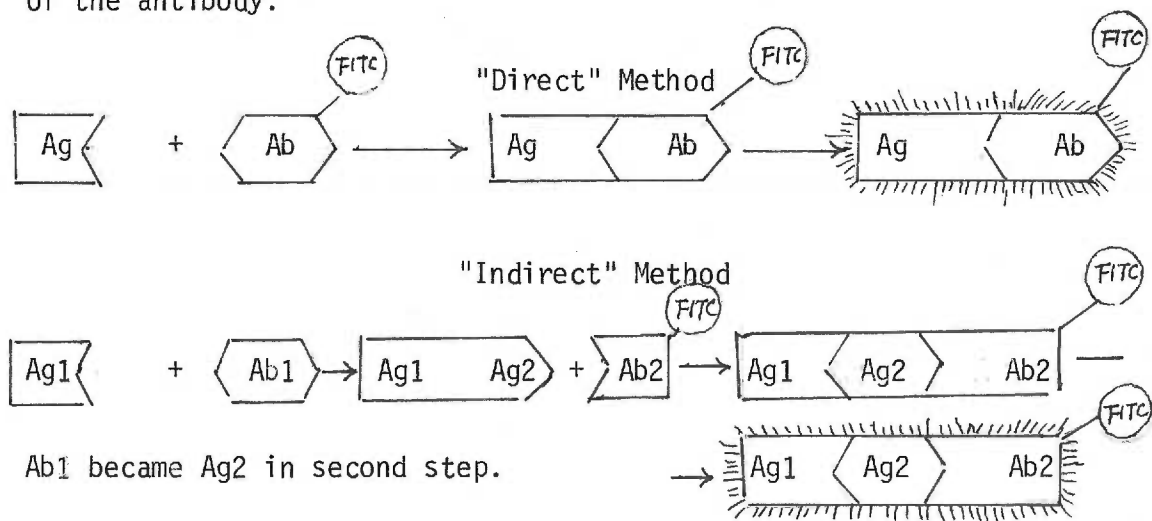 of the antibody.
FITC FITC FITC
"Direct" Method
Ag + Ab Ag Ab Ag Ab
"Indirect" Method
FITC FITC
Ag1 + Ab1 Ag1 Ag2 + Ab2 Ag1 Ag2 Ab2
FITC
Ab1 became Ag2 in second step. Ag1 Ag2 Ab2